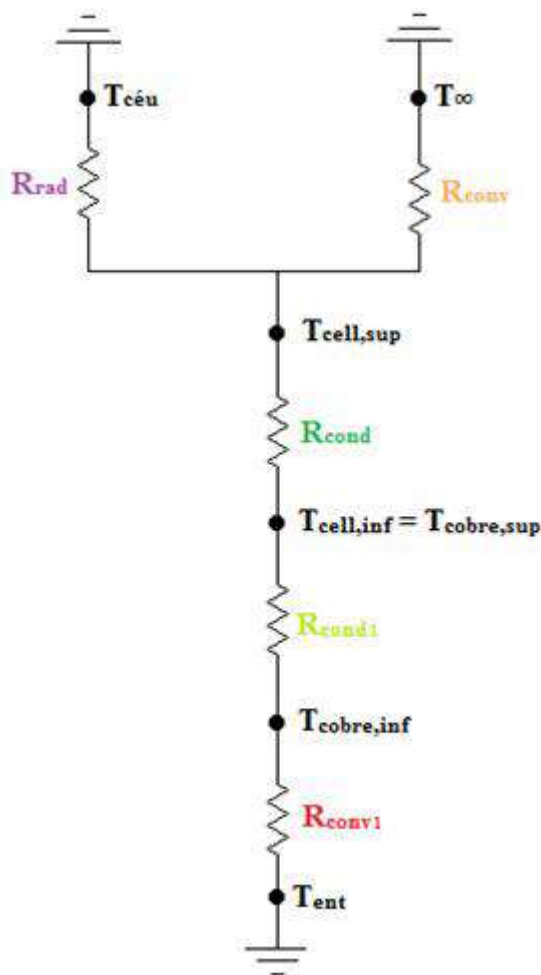 Tcéu
T∞
Rrad
Rconv
Tcell,sup
Rcond
Tcell,inf = Tcobre,sup
Rcond1
Tcobre,inf
Rconv1
Tent